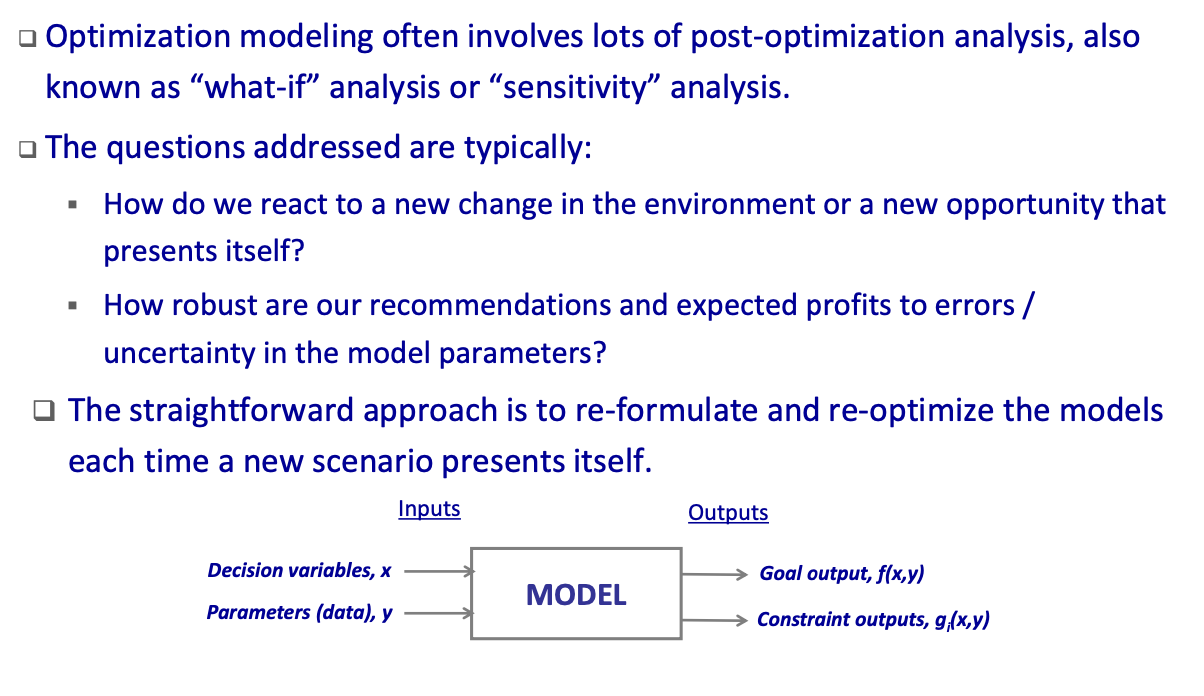 Optimization modeling often involves lots of post-optimization analysis, also
known as “what-if” analysis or “sensitivity” analysis.
The questions addressed are typically:
How do we react to a new change in the environment or a new opportunity that
presents itself?
How robust are our recommendations and expected profits to errors /
uncertainty in the model parameters?
The straightforward approach is to re-formulate and re-optimize the models
each time a new scenario presents itself.
Inputs
Outputs
Decision variables, x
Parameters (data), y
MODEL
Goal output, f(x,y)
Constraint outputs, gᵢ(x,y)